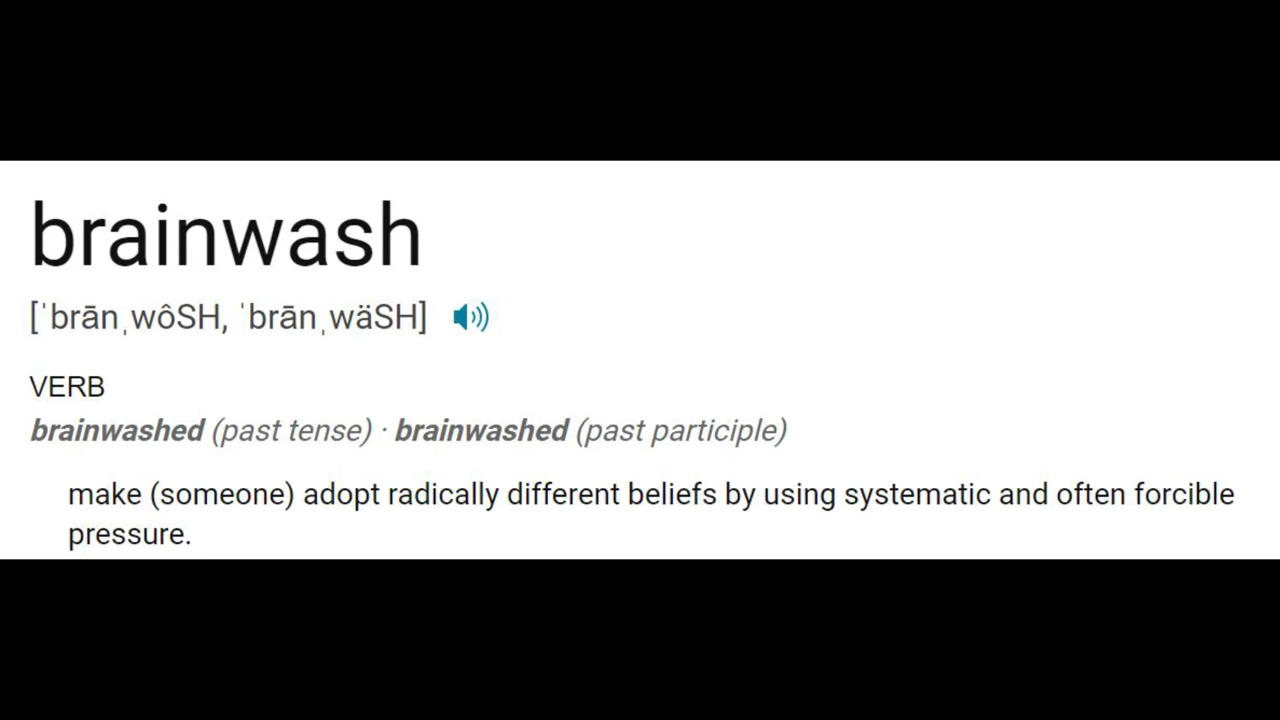 brainwash
[ˈbrānˌwôSH, ˈbrānˌwäSH]
VERB
brainwashed (past tense) · brainwashed (past participle)
make (someone) adopt radically different beliefs by using systematic and often forcible
pressure.